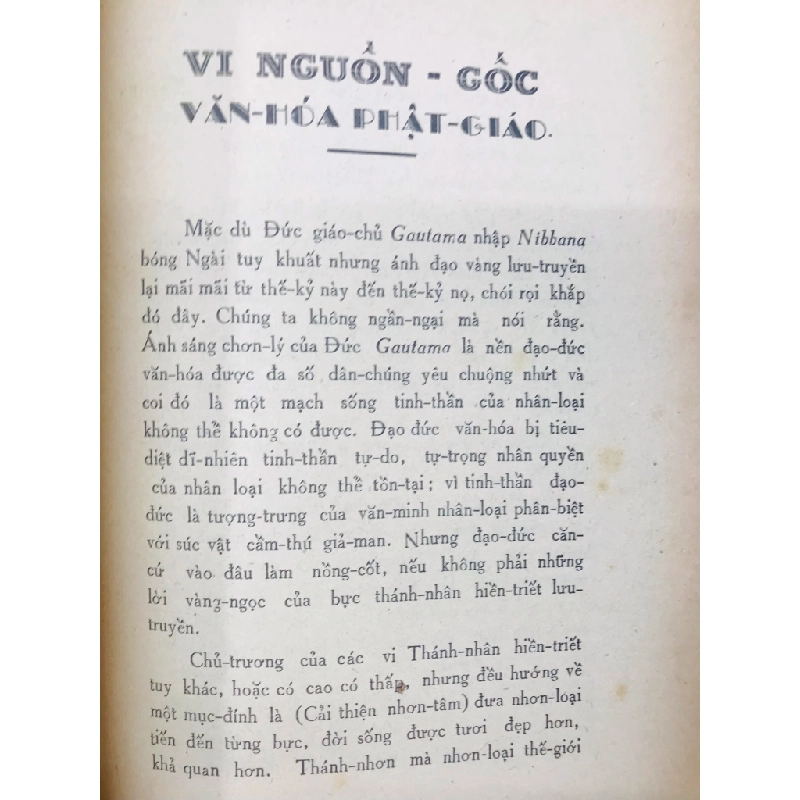 VI NGUỒN - GỐC
VĂN-HÓA PHẬT-GIÁO.
Mặc dù Đức giáo-chủ Gautama nhập Nibbana
bóng Ngài tuy khuất nhưng ánh đạo vàng lưu-truyền
lại mãi mãi từ thế-kỷ này đến thế-kỷ nọ, chói rọi khắp
đó dây. Chúng ta không ngần-ngại mà nói rằng.
Ánh sáng chơn-lý của Đức Gautama là nền đạo-đức
văn-hóa được đa số dân-chúng yêu chuộng nhứt và
coi đó là một mạch sống tinh-thần của nhân-loại
không thể không có được. Đạo đức văn-hóa bị tiêu-
diệt dĩ-nhiên tinh-thần tự-do, tự-trọng nhân quyền
của nhân loại không thể tồn-tại ; vì tinh-thần đạo-
đức là tượng-trưng của văn-minh nhân-loại phân-biệt
với súc vật cầm-thú giả-man. Nhưng đạo-đức căn-
cứ vào đâu làm nồng-cốt, nếu không phải những
lời vàng-ngọc của bực thánh-nhân hiền-triết lưu-
truyền.
Chủ-trương của các vị Thánh-nhân hiền-triết
tuy khác, hoặc có cao có thấp, nhưng đều hướng về
một mục-đính là (Cải thiện nhơn-tâm) đưa nhơn-loại
tiến đến từng bực, đời sống được tươi đẹp hơn,
khả quan hơn. Thánh-nhơn mà nhơn-loại thế-giới